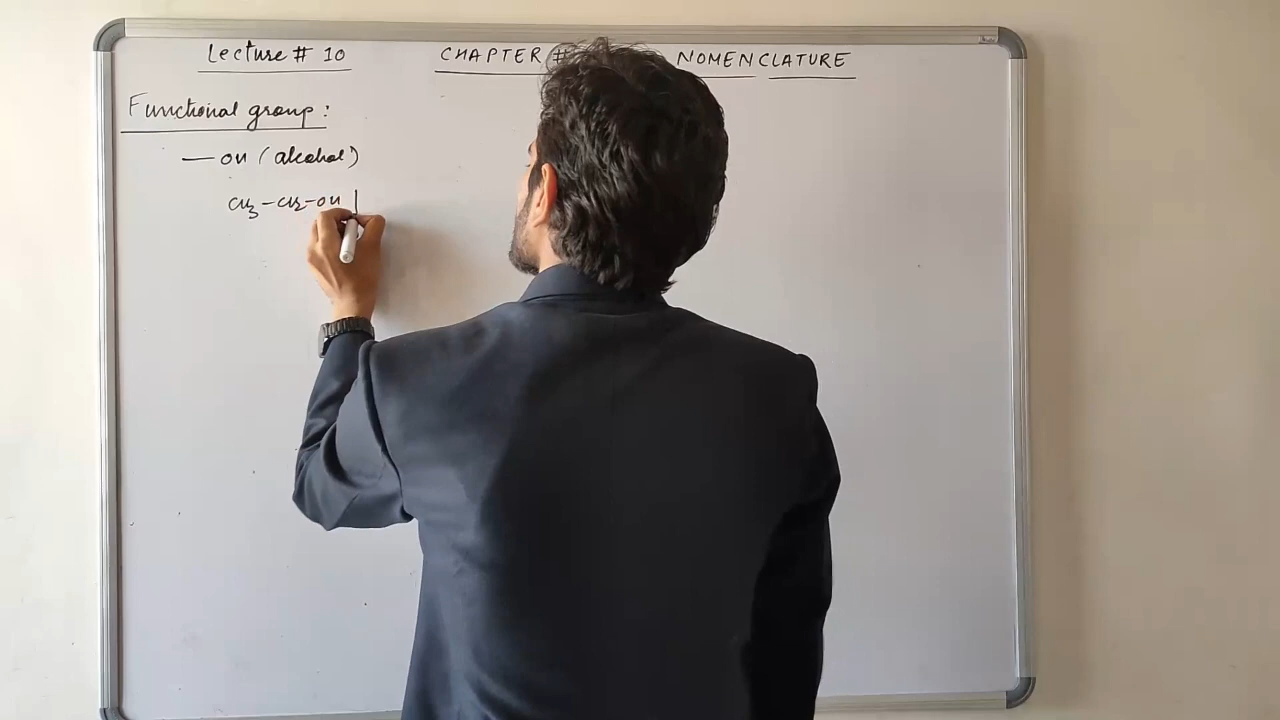 Lecture # 10
CHAPTER # NOMENCLATURE
Functional group :
— OH (alcohol)
CH3 - CH2 - OH |